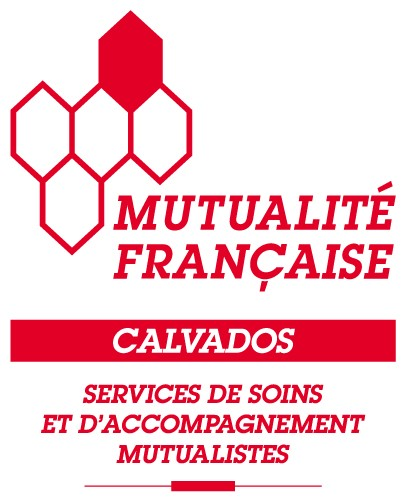 MUTUALITÉ
FRANÇAISE
CALVADOS
SERVICES DE SOINS
ET D'ACCOMPAGNEMENT
MUTUALISTES